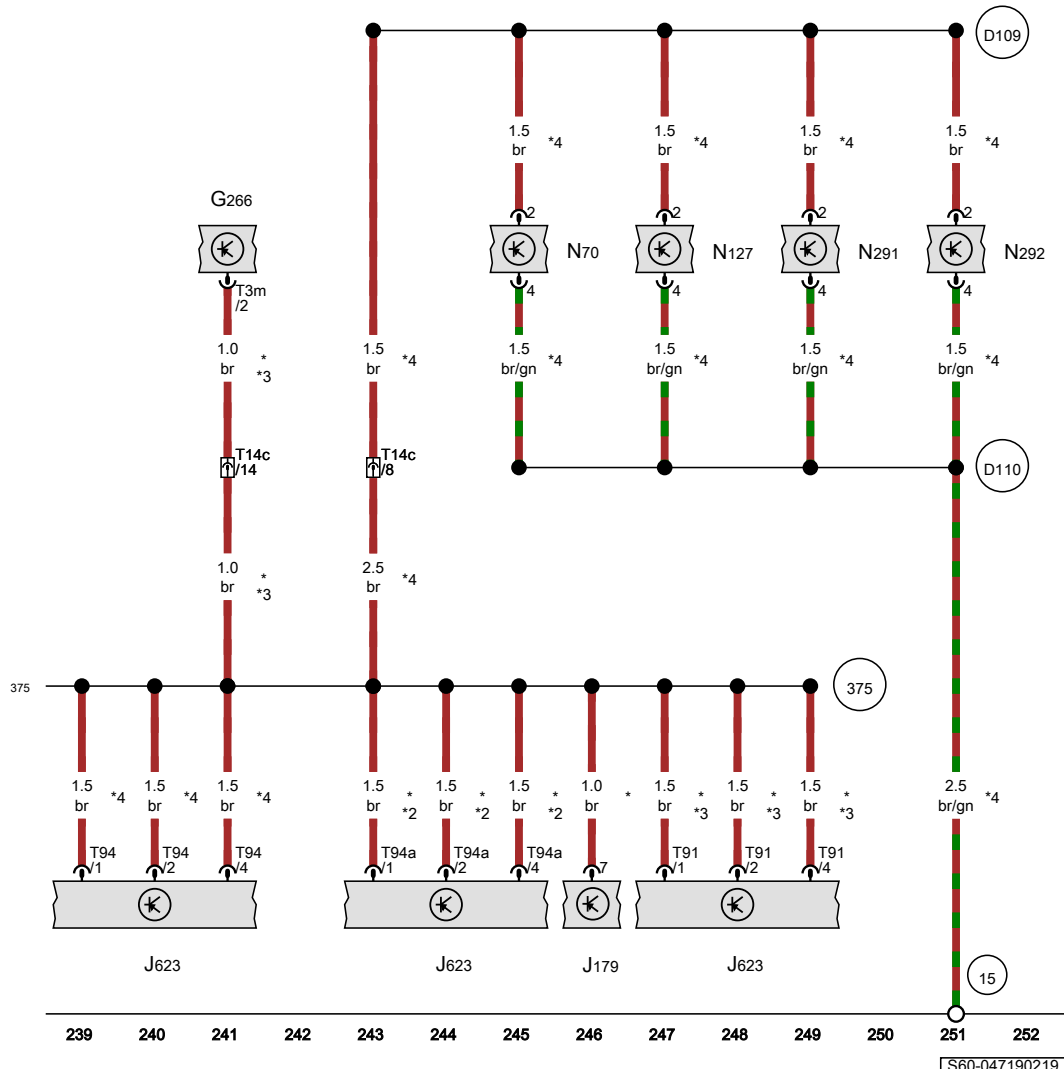 D109
1.5 1.5 1.5 1.5
br *4 br *4 br *4 br *4
G266
2 2 2 2
N70 N127 N291 N292
T3m
/2
4 4 4 4
1.0 * 1.5 *4 1.5 *4 1.5 *4 1.5 *4 1.5 *4
br *3 br br/gn br/gn br/gn br/gn
T14c T14c
/14 /8
D110
1.0 * 2.5 *4
br *3 br
375 375
1.5 1.5 1.5 1.5 * 1.5 * 1.5 * 1.0 * 1.5 * 1.5 * 1.5 * 2.5
br *4 br *4 br *4 br *2 br *2 br *2 br br *3 br *3 br *3 br/gn *4
T94 T94 T94 T94a T94a T94a T91 T91 T91
/1 /2 /4 /1 /2 /4 7 /1 /2 /4
J623 J623 J179 J623
15
239 240 241 242 243 244 245 246 247 248 249 250 251 252
S60-047190219